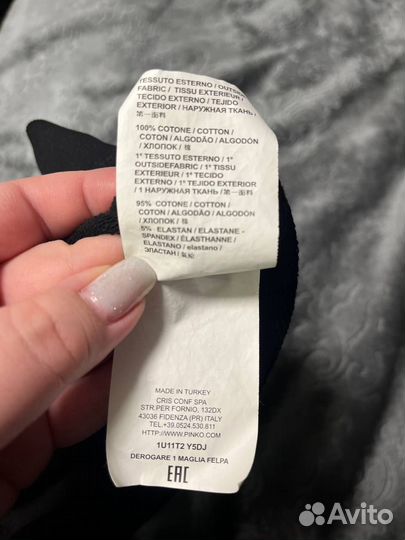 TESSUTO ESTERNO / OUTSIDE
FABRIC / TISSU EXTERIEUR /
TECIDO EXTERNO / TEJIDO
EXTERIOR / НАРУЖНАЯ ТКАНЬ /
第一面料
100% COTONE / COTTON /
COTON / ALGODÃO / ALGODÓN
/ ХЛОПОК / 棉
1° TESSUTO ESTERNO / 1°
OUTSIDEFABRIC / 1° TISSU
EXTERIEUR / 1° TECIDO
EXTERNO / 1° TEJIDO EXTERIOR
/ 1 НАРУЖНАЯ ТКАНЬ / 第一面料
95% COTONE / COTTON /
COTON / ALGODÃO / ALGODÓN
/ ХЛОПОК / 棉
5% ELASTAN / ELASTANE -
SPANDEX / ÉLASTHANNE /
ELASTANO / elastano /
ЭЛАСТАН / 氨纶
MADE IN TURKEY
CRIS CONF SPA
STR.PER FORNIO, 132DX
43036 FIDENZA (PR) ITALY
TEL.+39.0524.530.611
HTTP://WWW.PINKO.COM
1U11T2 Y5DJ
DEROGARE 1 MAGLIA FELPA
EAC
Avito